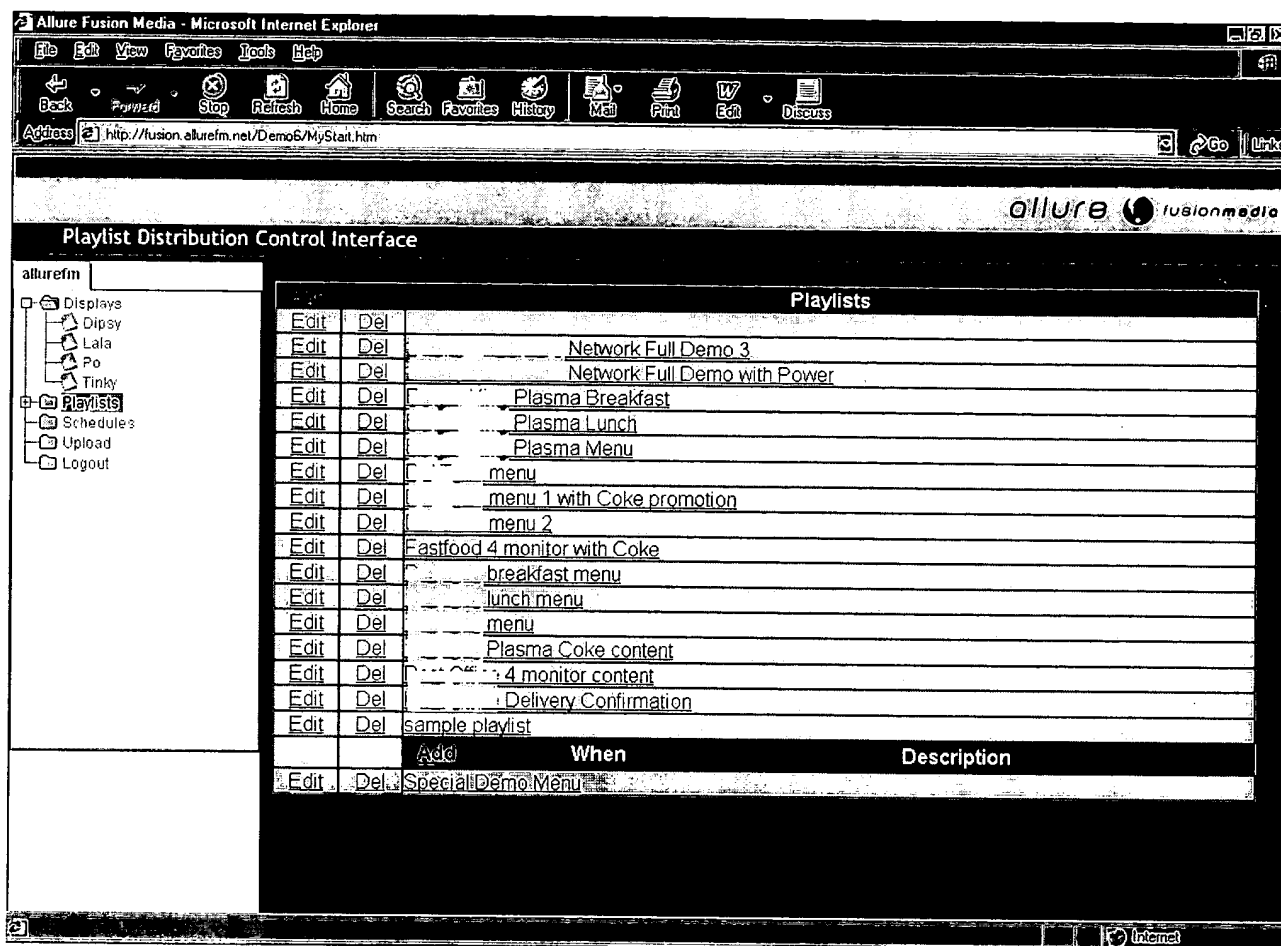 Allure Fusion Media - Microsoft Internet Explorer
File Edit View Favorites Tools Help
Back Forward Stop Refresh Home Search Favorites History Mail Print Edit Discuss
Address http://fusion.allurefm.net/Demo6/MyStart.htm Go Links
allure fusionmedia
Playlist Distribution Control Interface
allurefm
Displays
Dipsy
Lala
Po
Tinky
Playlists
Schedules
Upload
Logout
Playlists
Edit Del
Edit Del Network Full Demo 3
Edit Del Network Full Demo with Power
Edit Del Plasma Breakfast
Edit Del Plasma Lunch
Edit Del Plasma Menu
Edit Del menu
Edit Del menu 1 with Coke promotion
Edit Del menu 2
Edit Del Fastfood 4 monitor with Coke
Edit Del breakfast menu
Edit Del lunch menu
Edit Del menu
Edit Del Plasma Coke content
Edit Del 4 monitor content
Edit Del Delivery Confirmation
Edit Del sample playlist
Add When Description
Edit Del Special Demo Menu
Internet